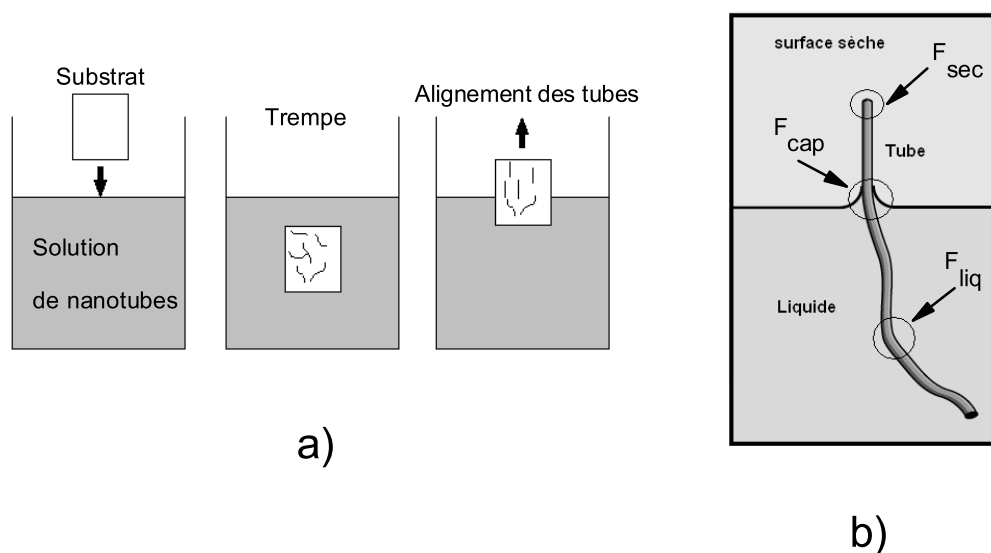 Substrat
Solution
de nanotubes
Trempe
Alignement des tubes
a)
surface sèche
F
sec
F
cap
Tube
F
liq
Liquide
b)